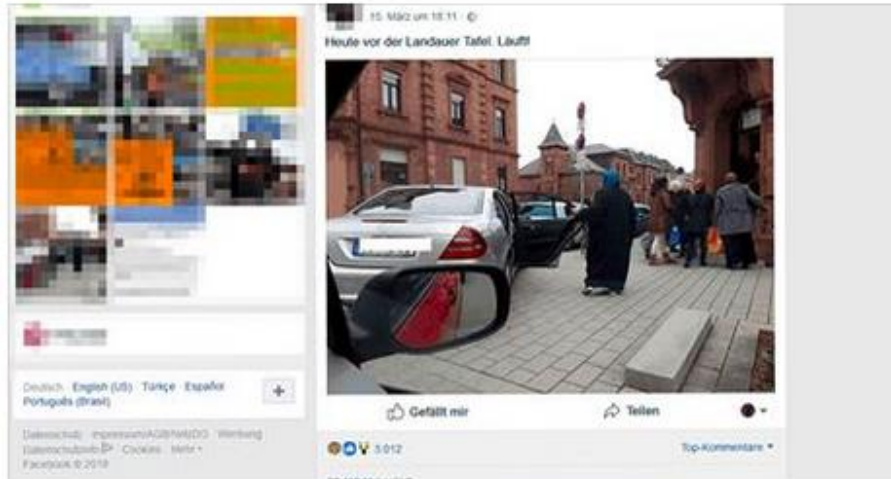 15. März um 18:11
Heute vor der Landauer Tafel. Läuft!
Gefällt mir
Teilen
3.012
Top-Kommentare
Deutsch · English (US) · Türkçe · Español ·
Português (Brasil)
+
Datenschutz · Impressum/AGB/NetzDG · Werbung ·
Datenschutzinfo · Cookies · Mehr
Facebook © 2018